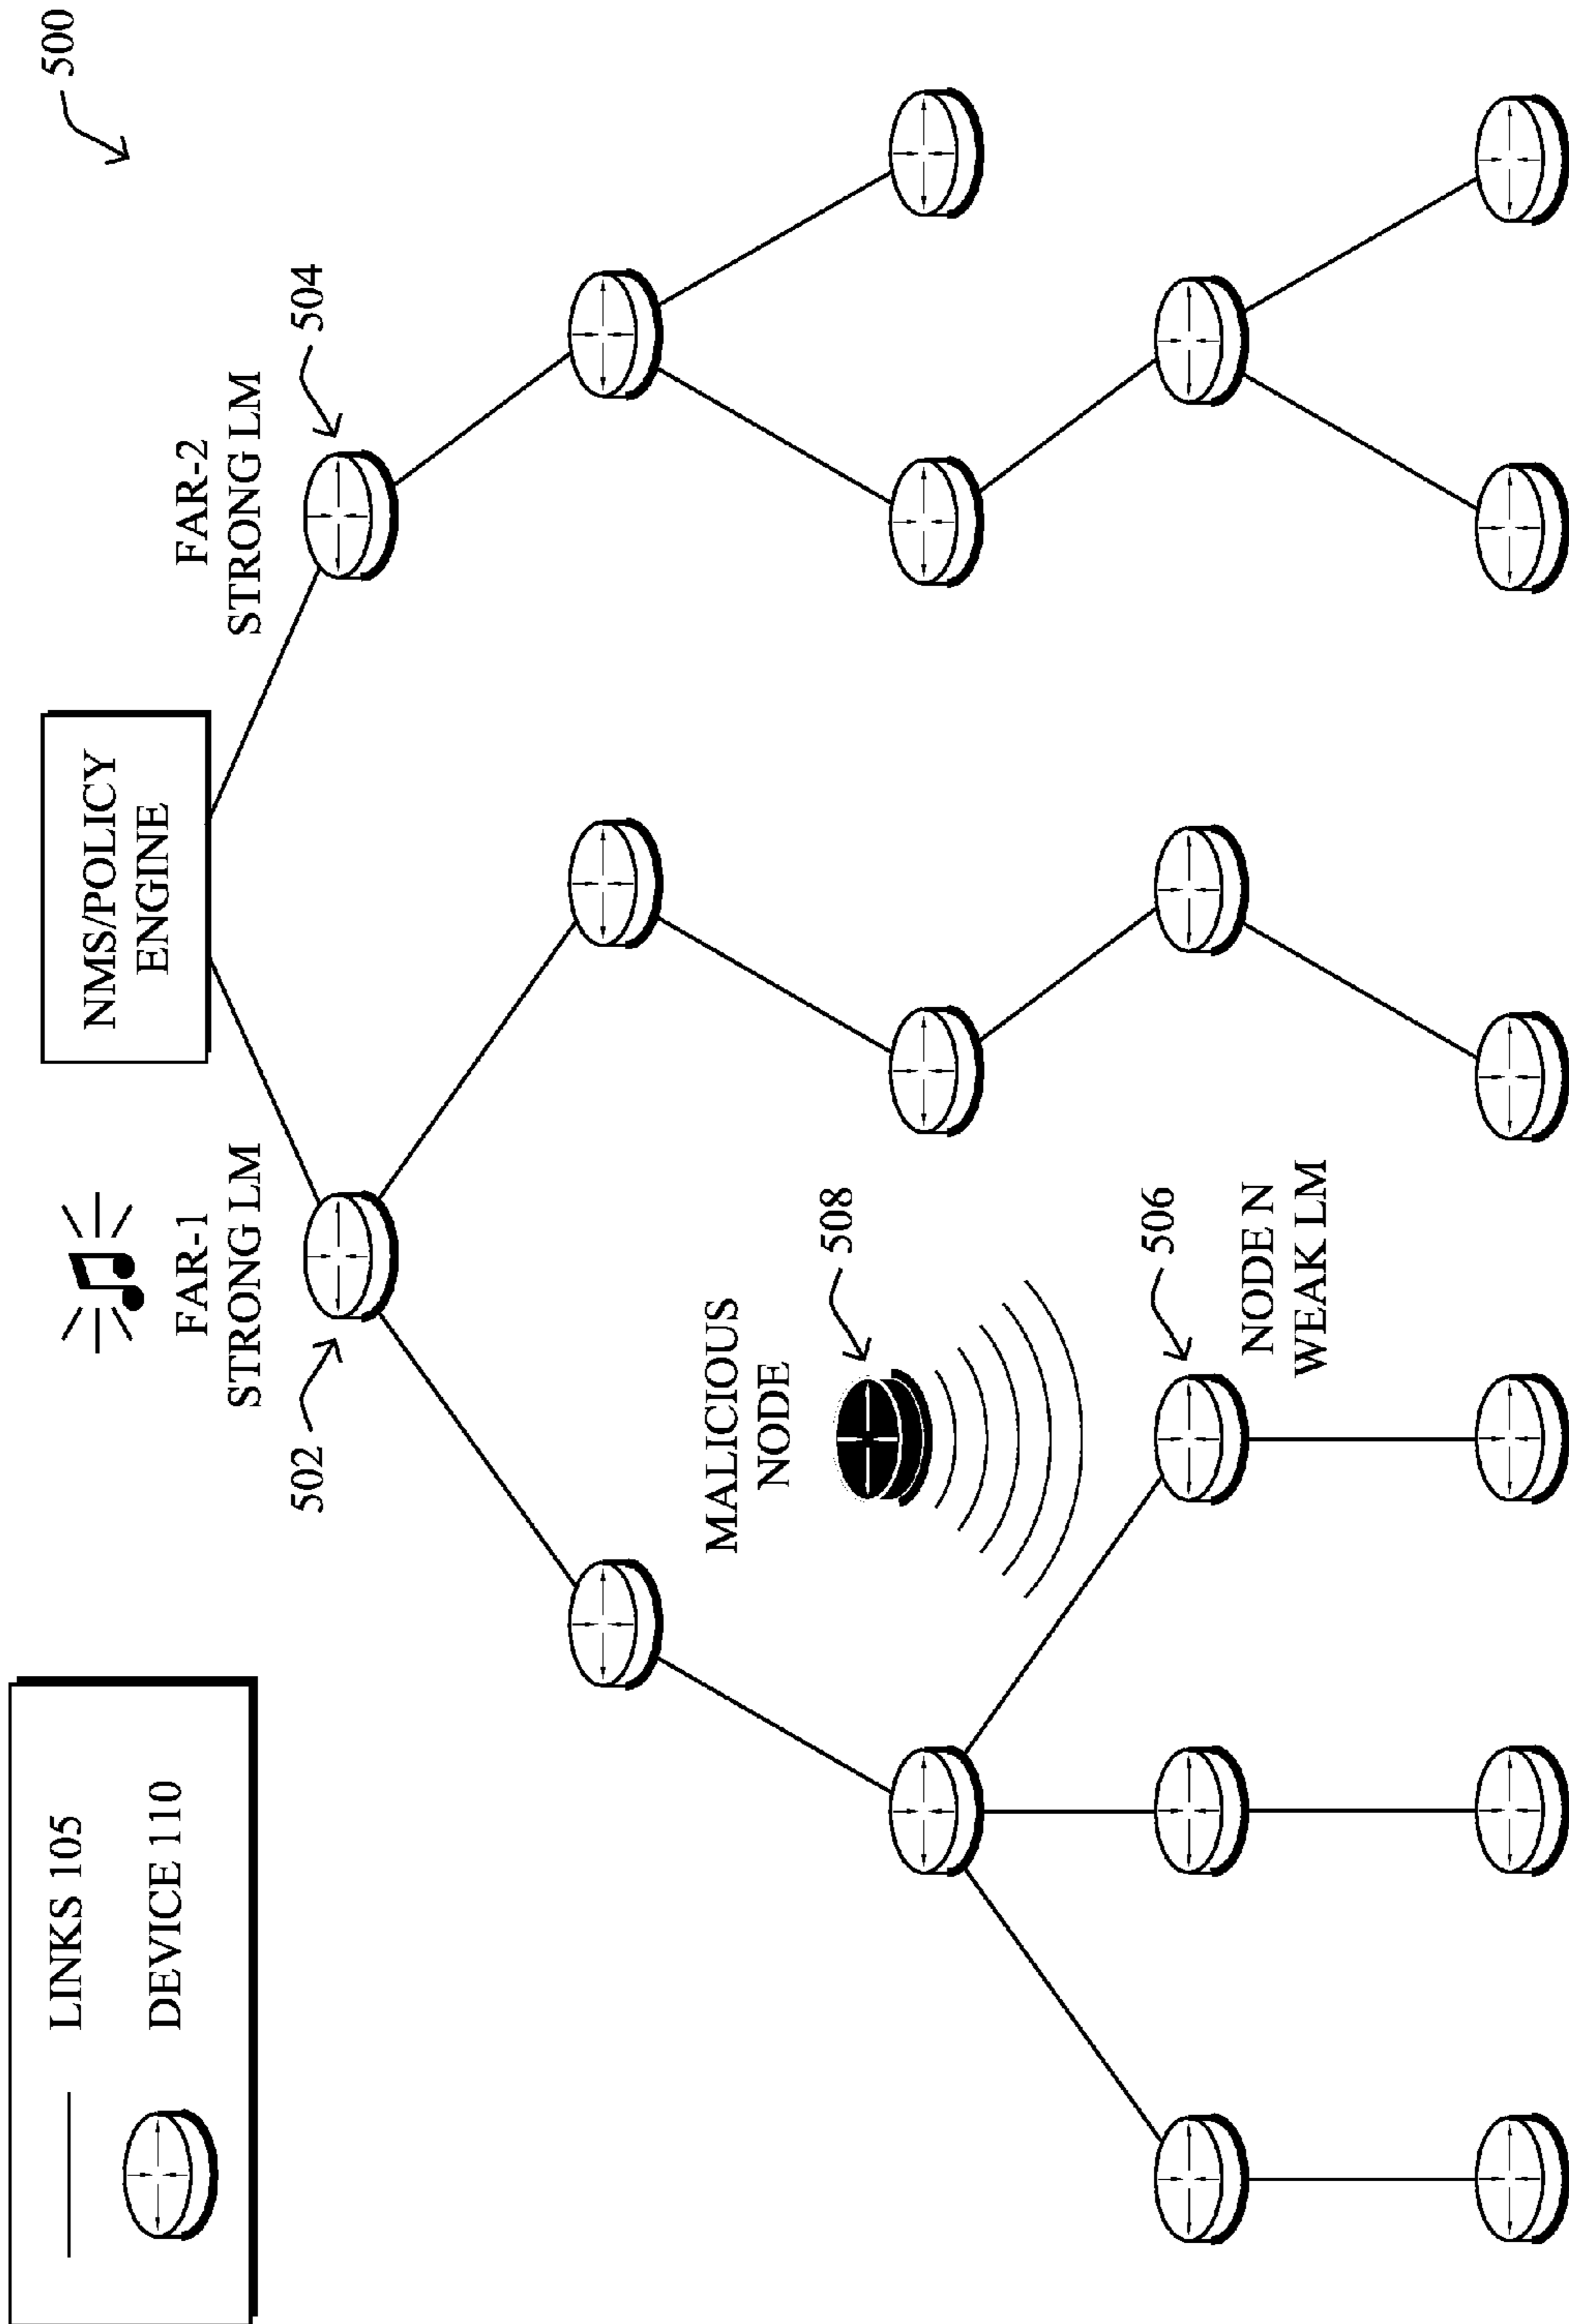 LINKS 105
DEVICE 110
500
NMS/POLICY
ENGINE
FAR-1
STRONG LM
502
FAR-2
STRONG LM
504
MALICIOUS
NODE
508
506
NODE N
WEAK LM